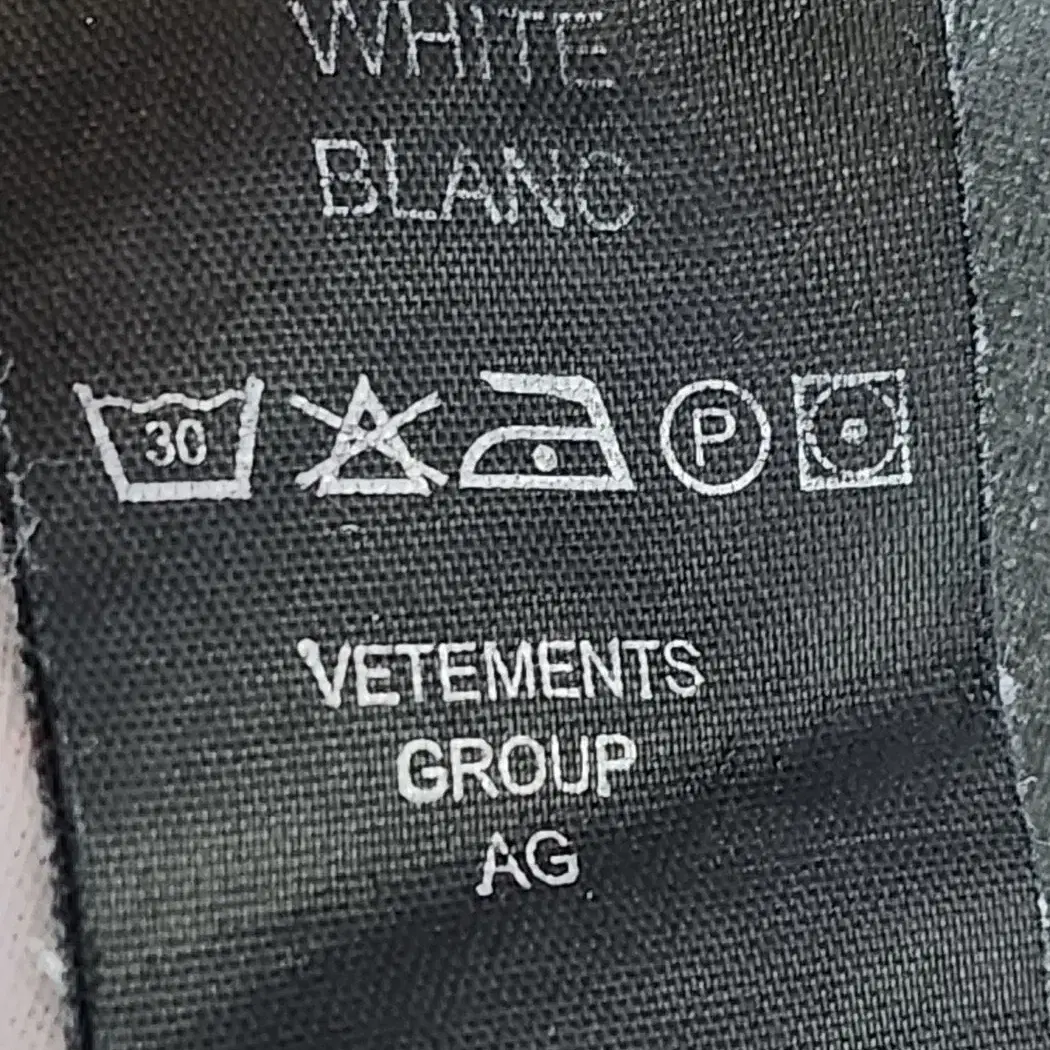 WHITE
BLANC
30 P
VETEMENTS
GROUP
AG